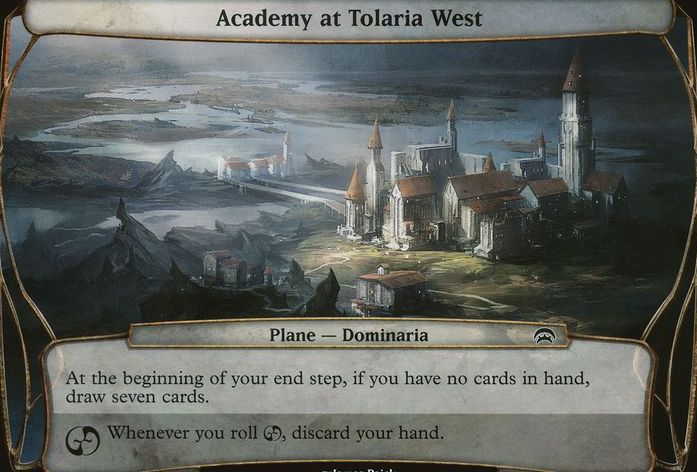 Academy at Tolaria West
Plane — Dominaria
At the beginning of your end step, if you have no cards in hand,
draw seven cards.
Whenever you roll , discard your hand.